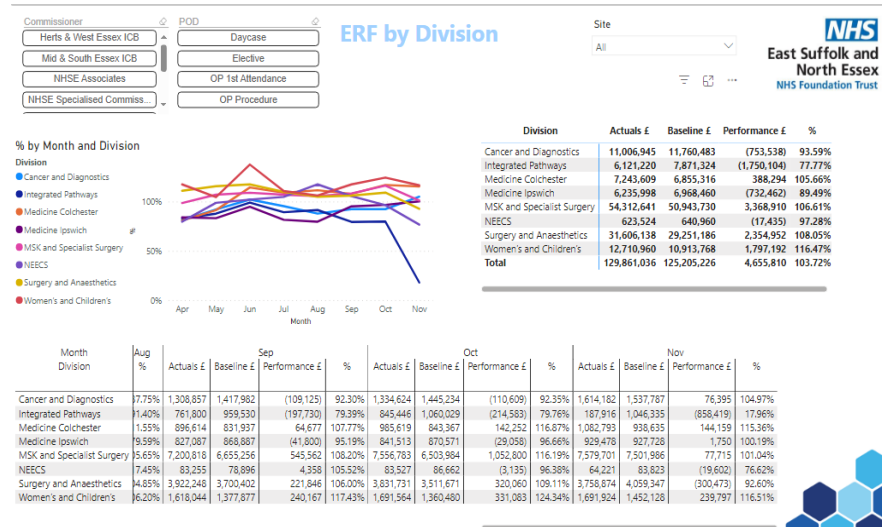 Commissioner
Herts & West Essex ICB
Mid & South Essex ICB
NHSE Associates
NHSE Specialised Commiss...
POD
Daycase
Elective
OP 1st Attendance
OP Procedure
ERF by Division
Site
All
NHS
East Suffolk and
North Essex
NHS Foundation Trust
% by Month and Division
Division
Cancer and Diagnostics
Integrated Pathways
Medicine Colchester
Medicine Ipswich
MSK and Specialist Surgery
NEECS
Surgery and Anaesthetics
Women's and Children's
100%
50%
0%
Apr May Jun Jul Aug Sep Oct Nov
Month
Division Actuals £ Baseline £ Performance £ %
Cancer and Diagnostics 11,006,945 11,760,483 (753,538) 93.59%
Integrated Pathways 6,121,220 7,871,324 (1,750,104) 77.77%
Medicine Colchester 7,243,609 6,855,316 388,294 105.66%
Medicine Ipswich 6,235,998 6,968,460 (732,462) 89.49%
MSK and Specialist Surgery 54,312,641 50,943,730 3,368,910 106.61%
NEECS 623,524 640,960 (17,435) 97.28%
Surgery and Anaesthetics 31,606,138 29,251,186 2,354,952 108.05%
Women's and Children's 12,710,960 10,913,768 1,797,192 116.47%
Total 129,861,036 125,205,226 4,655,810 103.72%
Month Aug Sep Oct Nov
Division % Actuals £ Baseline £ Performance £ % Actuals £ Baseline £ Performance £ % Actuals £ Baseline £ Performance £ %
Cancer and Diagnostics 7.75% 1,308,857 1,417,982 (109,125) 92.30% 1,334,624 1,445,234 (110,609) 92.35% 1,614,182 1,537,787 76,395 104.97%
Integrated Pathways 1.40% 761,800 959,530 (197,730) 79.39% 845,446 1,060,029 (214,583) 79.76% 187,916 1,046,335 (858,419) 17.96%
Medicine Colchester 1.55% 896,614 831,937 64,677 107.77% 985,619 843,367 142,252 116.87% 1,082,793 938,635 144,159 115.36%
Medicine Ipswich 9.59% 827,087 868,887 (41,800) 95.19% 841,513 870,571 (29,058) 96.66% 929,478 927,728 1,750 100.19%
MSK and Specialist Surgery 5.65% 7,200,818 6,655,256 545,562 108.20% 7,556,783 6,503,984 1,052,800 116.19% 7,579,701 7,501,986 77,715 101.04%
NEECS 7.45% 83,255 78,896 4,358 105.52% 83,527 86,662 (3,135) 96.38% 64,221 83,823 (19,602) 76.62%
Surgery and Anaesthetics 4.85% 3,922,248 3,700,402 221,846 106.00% 3,831,731 3,511,671 320,060 109.11% 3,758,874 4,059,347 (300,473) 92.60%
Women's and Children's 6.20% 1,618,044 1,377,877 240,167 117.43% 1,691,564 1,360,480 331,083 124.34% 1,691,924 1,452,128 239,797 116.51%